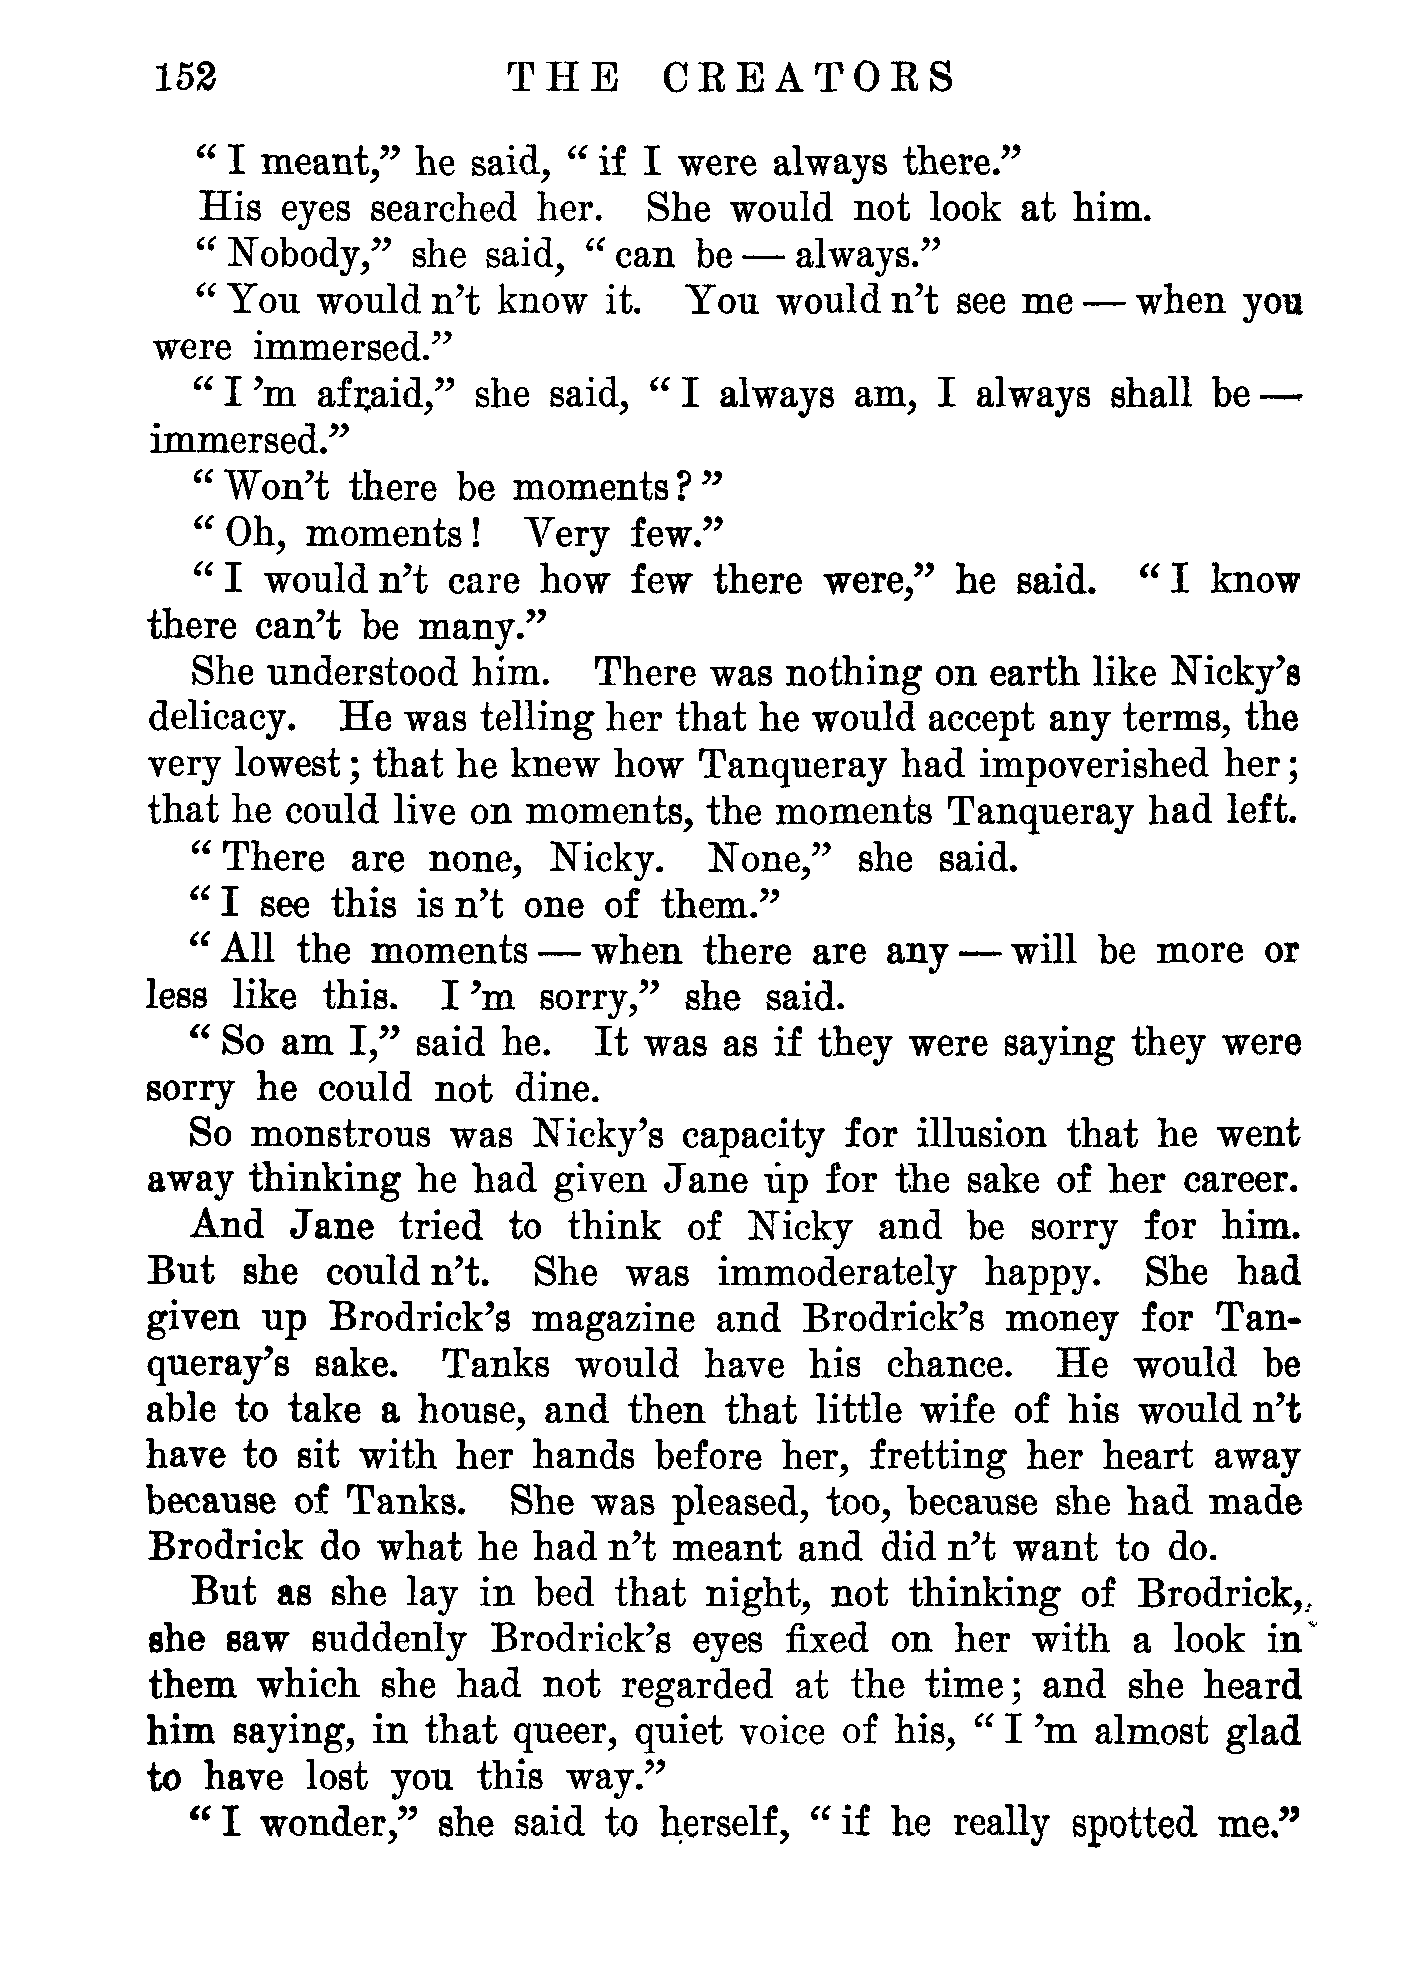 152 THE CREATORS
“I meant,” he said, “if I were always there.”
His eyes searched her. She would not look at him.
“Nobody,” she said, “can be — always.”
“You would n’t know it. You would n’t see me — when you
were immersed.”
“I ’m afraid,” she said, “I always am, I always shall be —
immersed.”
“Won’t there be moments?”
“Oh, moments! Very few.”
“I would n’t care how few there were,” he said. “I know
there can’t be many.”
She understood him. There was nothing on earth like Nicky’s
delicacy. He was telling her that he would accept any terms, the
very lowest; that he knew how Tanqueray had impoverished her;
that he could live on moments, the moments Tanqueray had left.
“There are none, Nicky. None,” she said.
“I see this is n’t one of them.”
“All the moments — when there are any — will be more or
less like this. I ’m sorry,” she said.
“So am I,” said he. It was as if they were saying they were
sorry he could not dine.
So monstrous was Nicky’s capacity for illusion that he went
away thinking he had given Jane up for the sake of her career.
And Jane tried to think of Nicky and be sorry for him.
But she could n’t. She was immoderately happy. She had
given up Brodrick’s magazine and Brodrick’s money for Tan-
queray’s sake. Tanks would have his chance. He would be
able to take a house, and then that little wife of his would n’t
have to sit with her hands before her, fretting her heart away
because of Tanks. She was pleased, too, because she had made
Brodrick do what he had n’t meant and did n’t want to do.
But as she lay in bed that night, not thinking of Brodrick,
she saw suddenly Brodrick’s eyes fixed on her with a look in
them which she had not regarded at the time; and she heard
him saying, in that queer, quiet voice of his, “I ’m almost glad
to have lost you this way.”
“I wonder,” she said to herself, “if he really spotted me.”